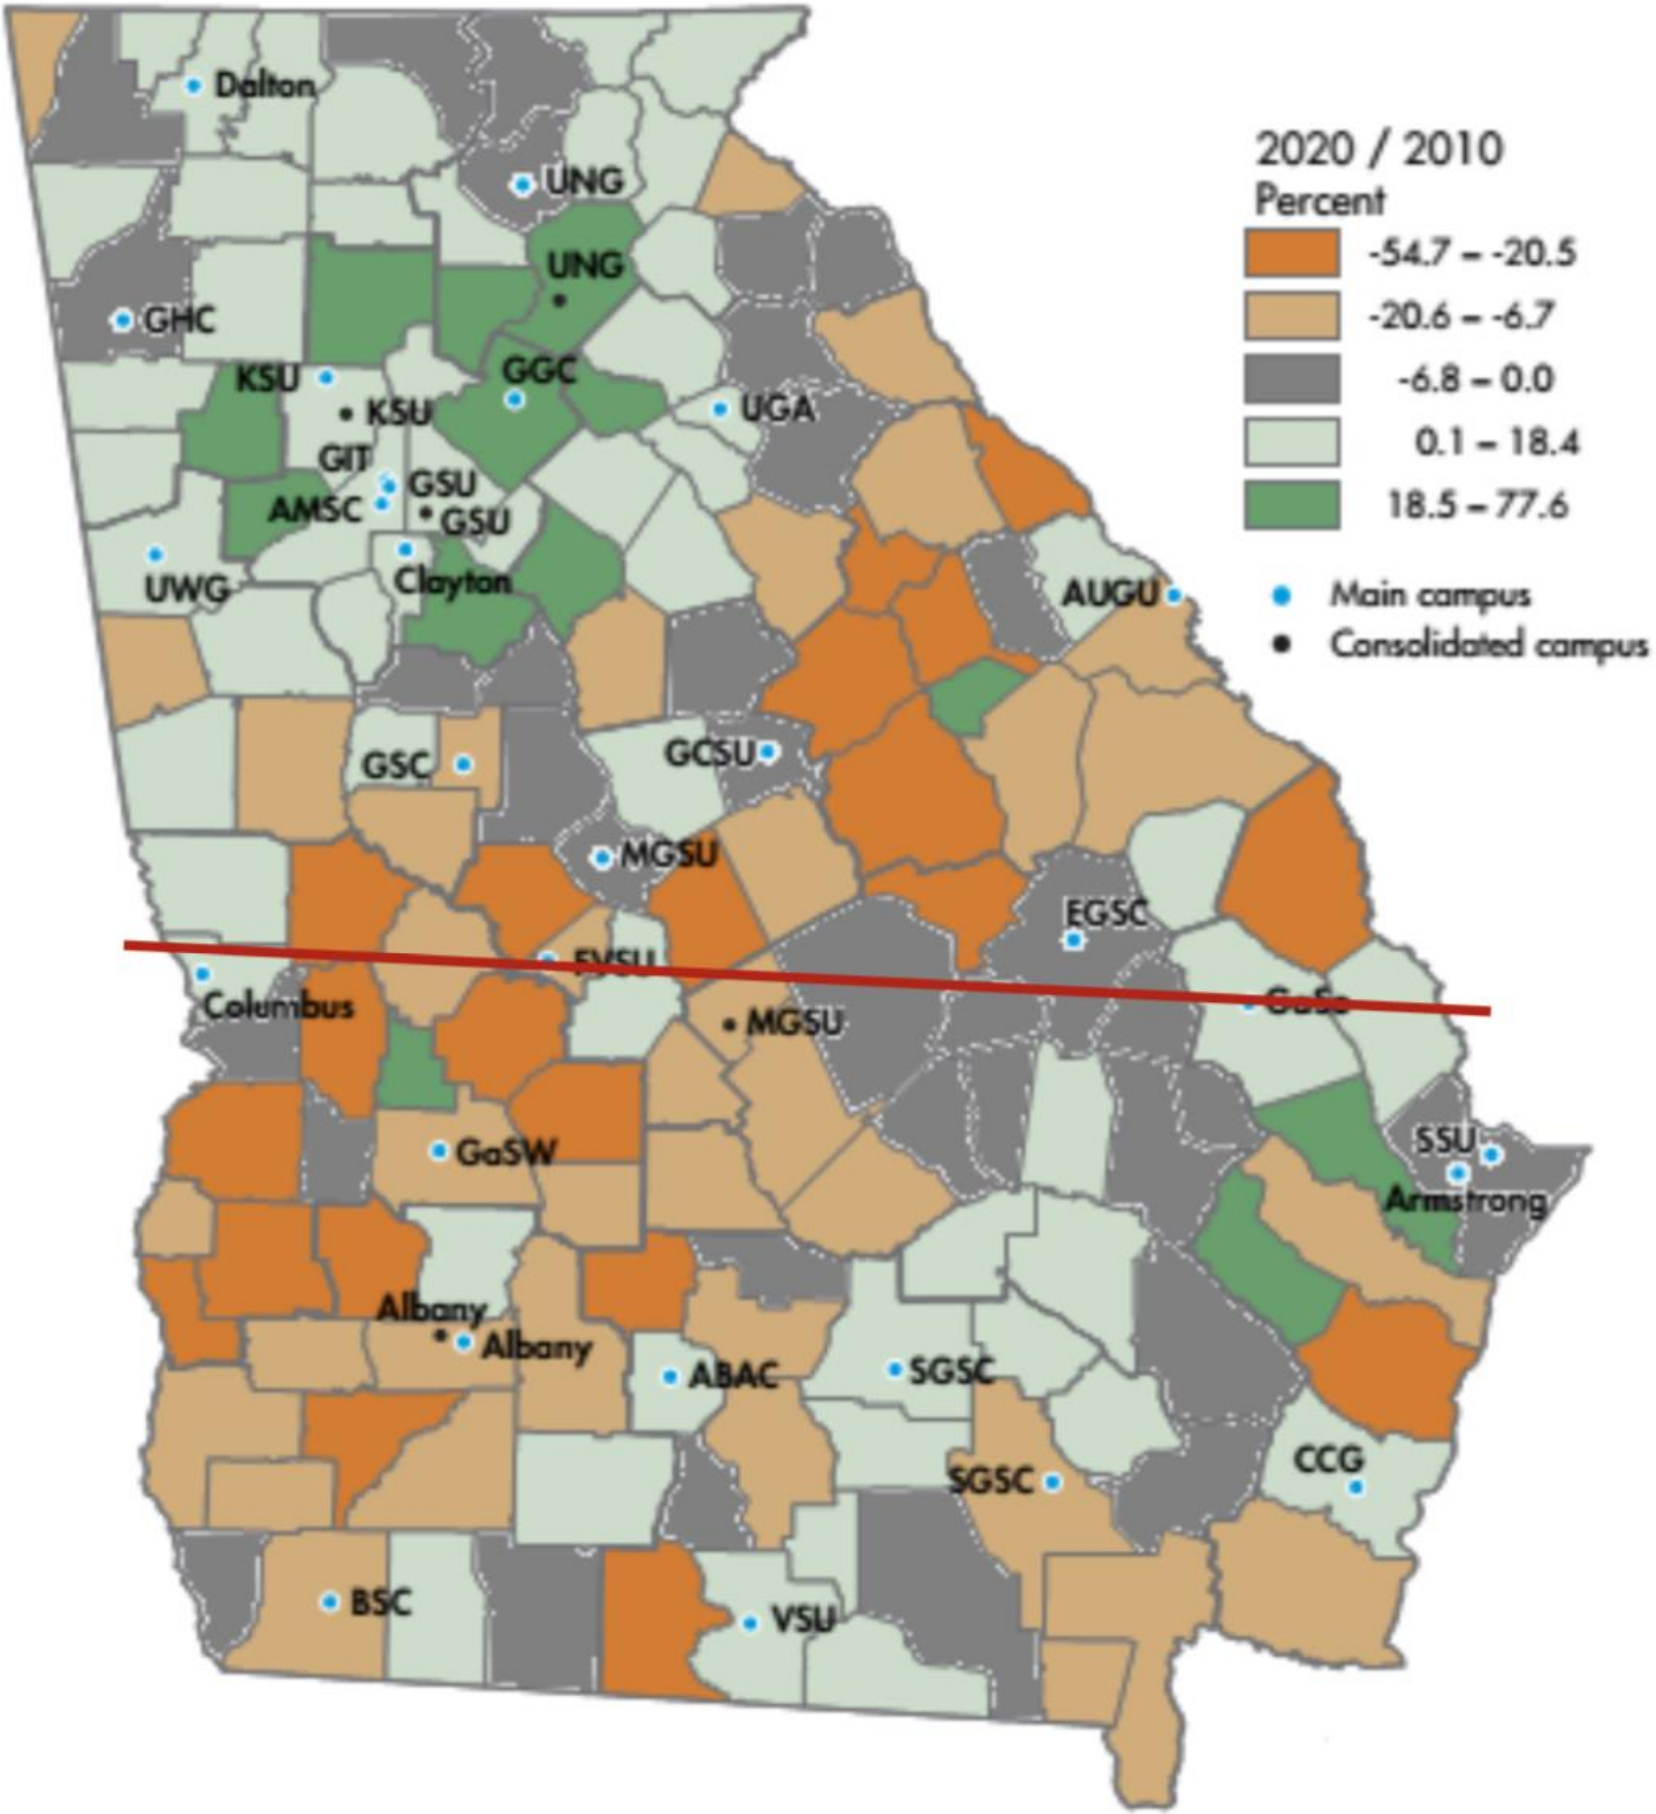 2020 / 2010
Percent
-54.7 – -20.5
-20.6 – -6.7
-6.8 – 0.0
0.1 – 18.4
18.5 – 77.6
Main campus
Consolidated campus
Dalton
UNG
UNG
GHC
KSU
GGC
KSU
UGA
GIT
GSU
AMSC
GSU
Clayton
UWG
AUGU
GSC
GCSU
MGSU
EGSC
FVSU
Columbus
GaSo
MGSU
SSU
GaSW
Armstrong
Albany
Albany
ABAC
SGSC
SGSC
CCG
BSC
VSU